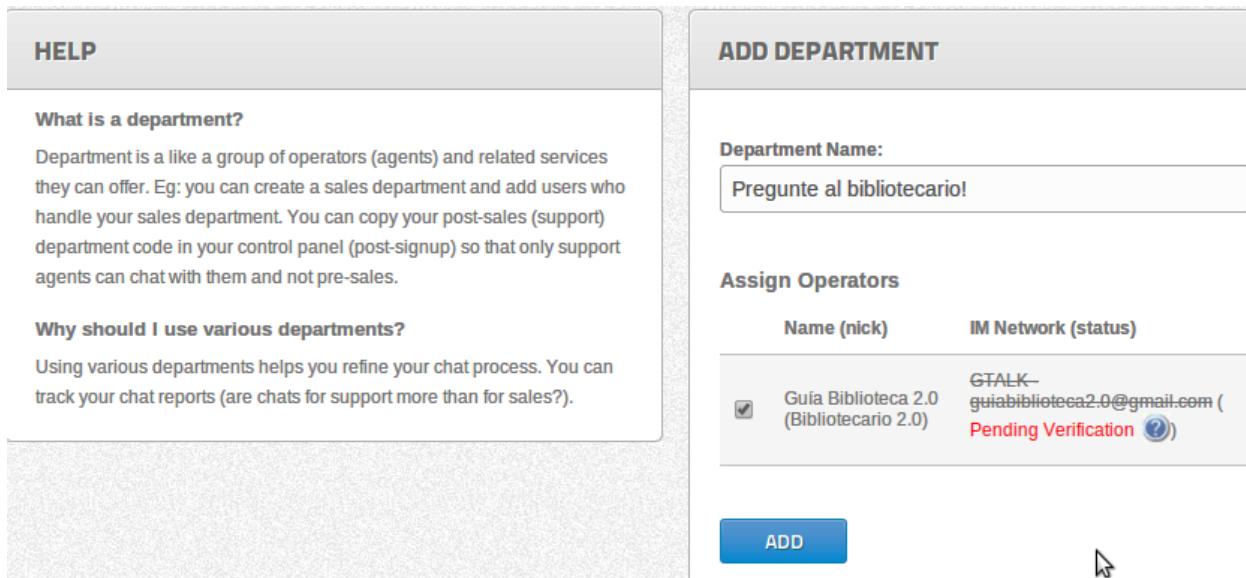 HELP
What is a department?
Department is a like a group of operators (agents) and related services
they can offer. Eg: you can create a sales department and add users who
handle your sales department. You can copy your post-sales (support)
department code in your control panel (post-signup) so that only support
agents can chat with them and not pre-sales.
Why should I use various departments?
Using various departments helps you refine your chat process. You can
track your chat reports (are chats for support more than for sales?).
ADD DEPARTMENT
Department Name:
Pregunte al bibliotecario!
Assign Operators
Name (nick) IM Network (status)
Guía Biblioteca 2.0
(Bibliotecario 2.0)
GTALK -
guiabiblioteca2.0@gmail.com (
Pending Verification ?)
ADD